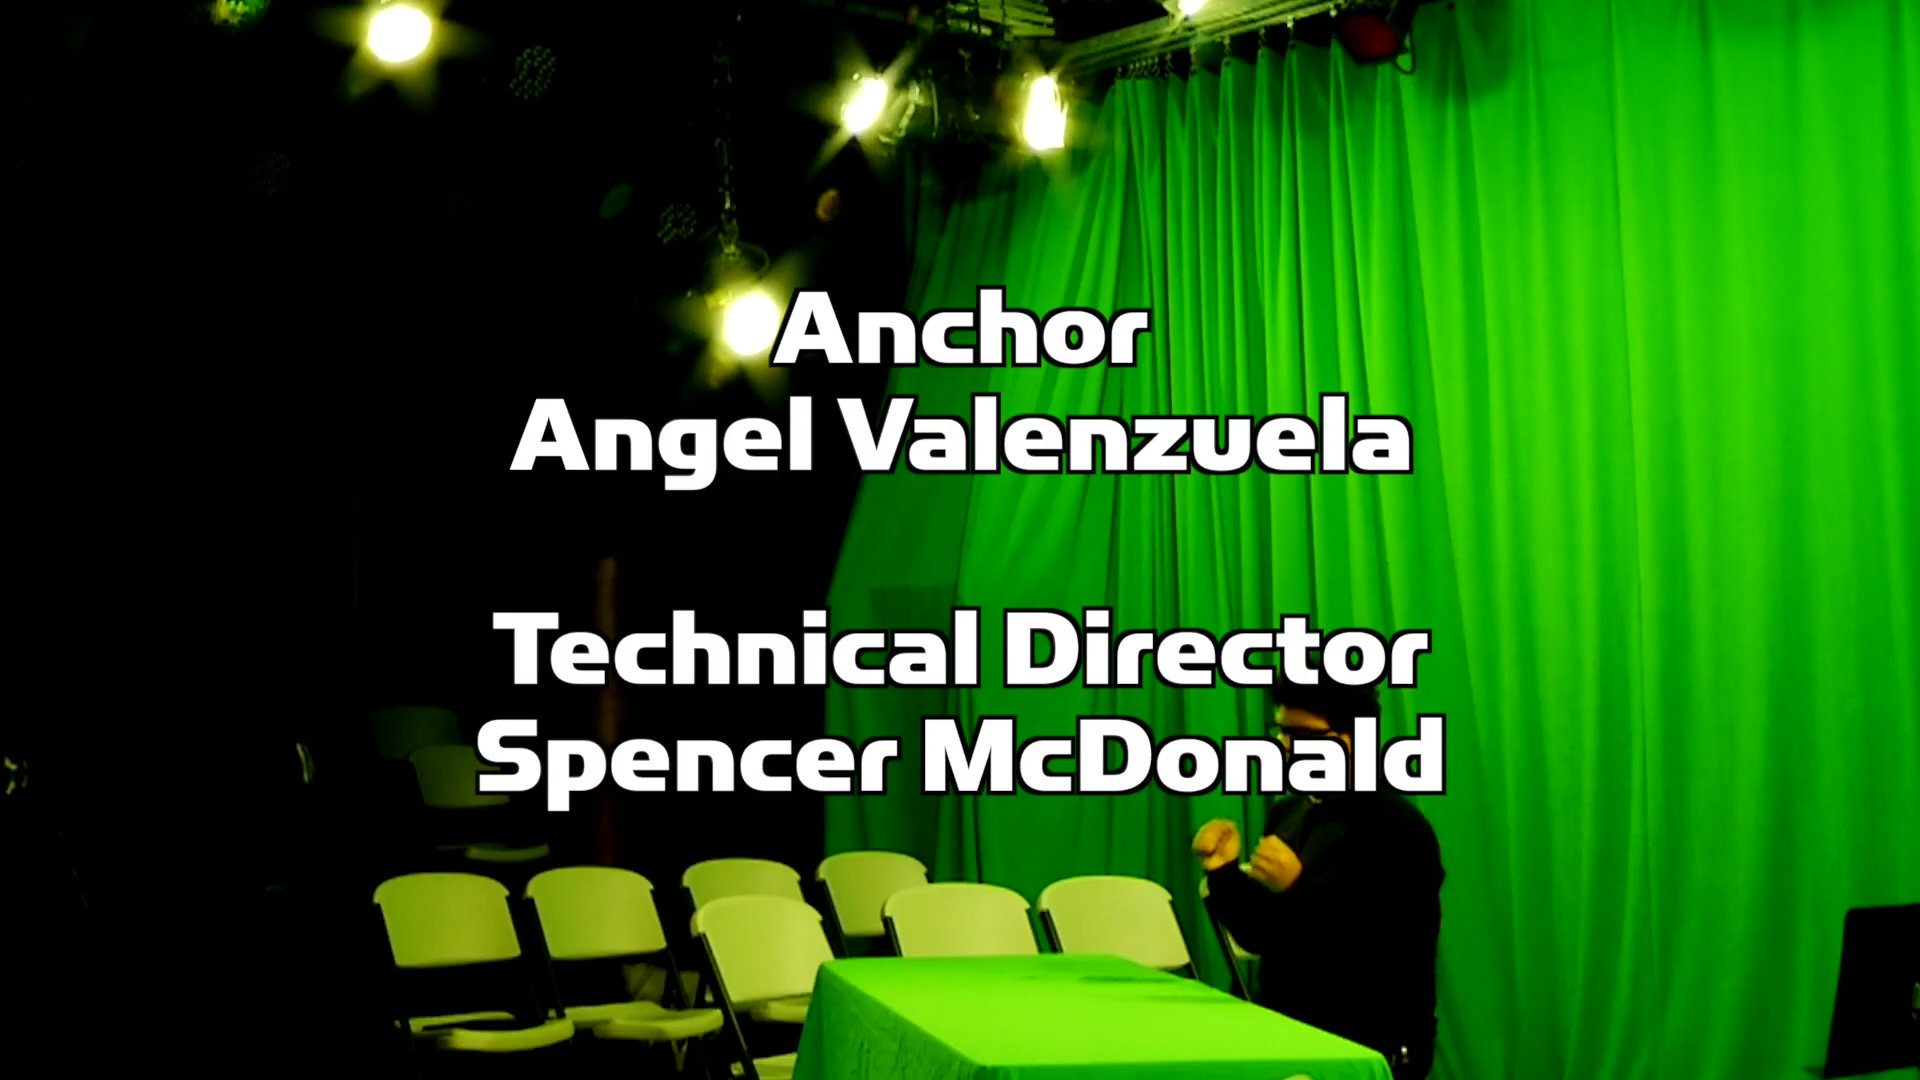 Anchor
Angel Valenzuela
Technical Director
Spencer McDonald